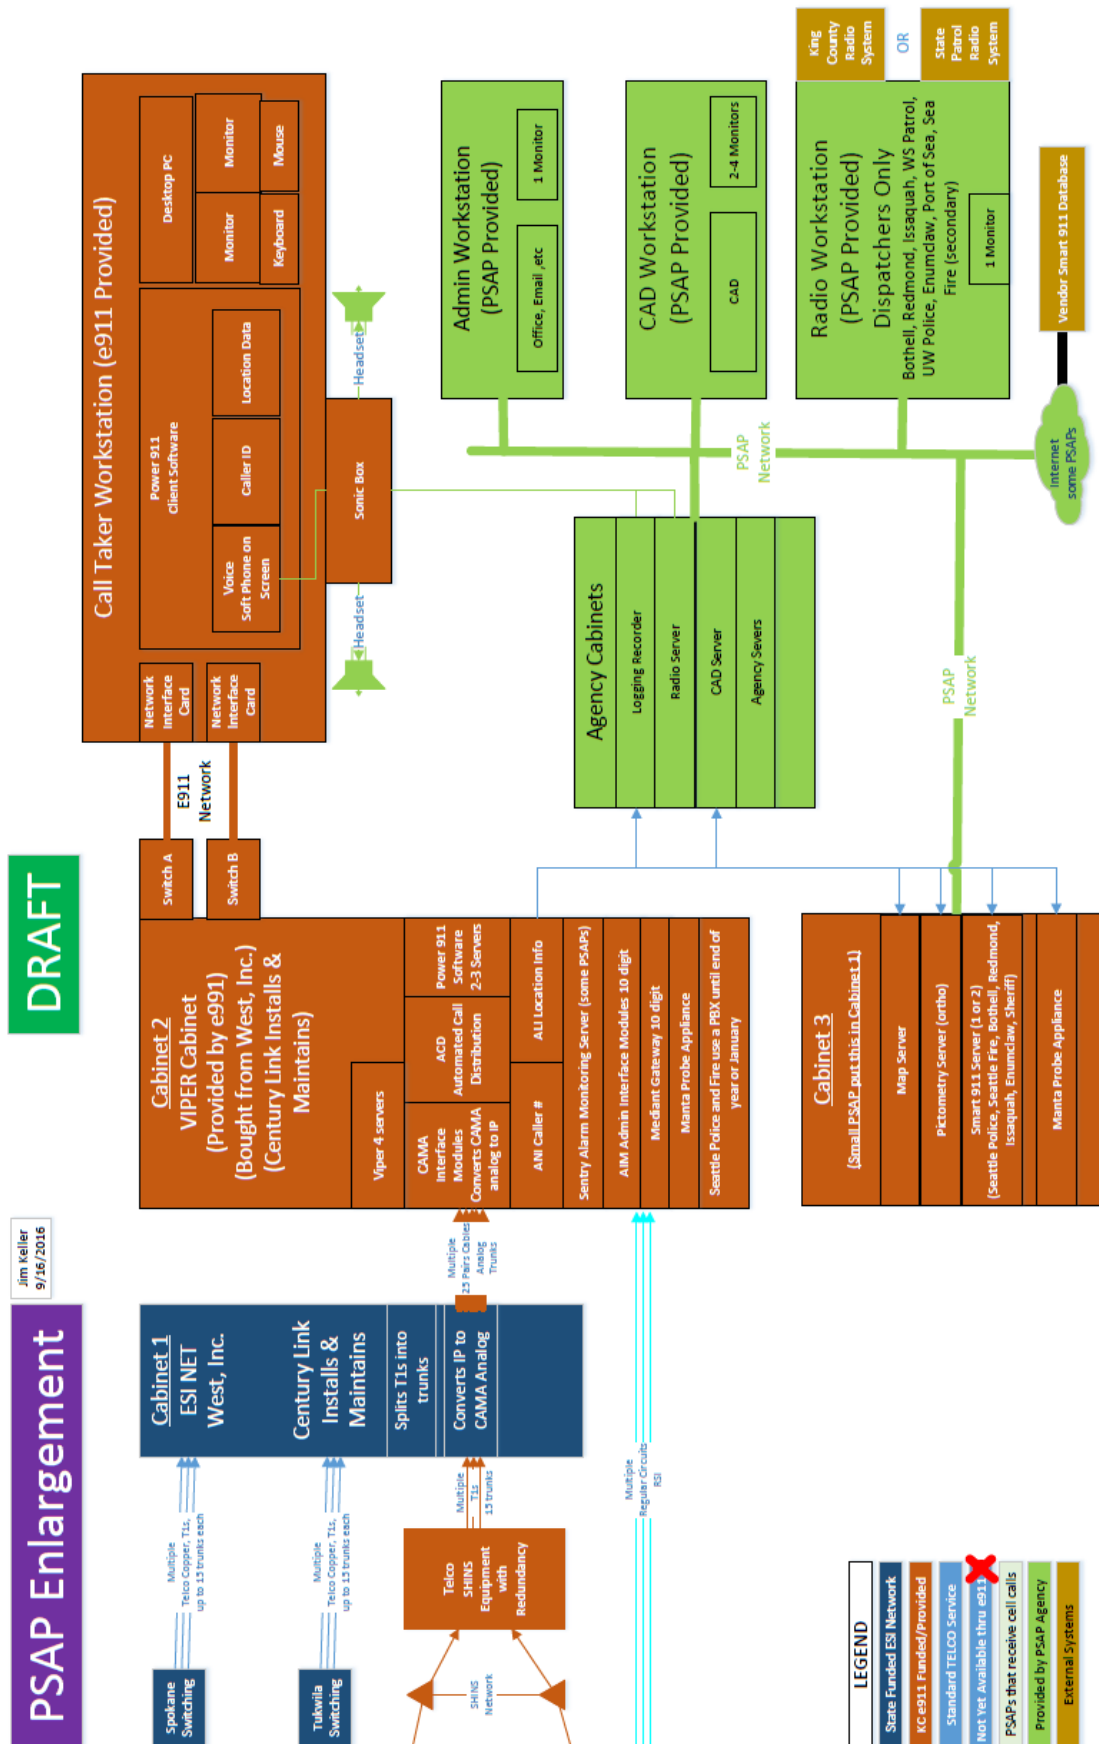 PSAP Enlargement
Jim Keller
9/16/2016
DRAFT
Spokane
Switching
Multiple
Telco Copper, T1s,
up to 15 trunks each
Tukwila
Switching
Multiple
Telco Copper, T1s,
up to 15 trunks each
SHINS
Network
Telco
SHINS
Equipment
with
Redundancy
Multiple
T1s
15 trunks
Cabinet 1
ESI NET
West, Inc.
Century Link
Installs &
Maintains
Splits T1s into
trunks
Converts IP to
CAMA Analog
Multiple
25 Pairs Cables
Analog
Trunks
Multiple
Regular Circuits
RSI
Cabinet 2
VIPER Cabinet
(Provided by e991)
(Bought from West, Inc.)
(Century Link Installs &
Maintains)
Viper 4 servers
CAMA
Interface
Modules
Converts CAMA
analog to IP
ACD
Automated Call
Distribution
Power 911
Software
2-3 Servers
ANI Caller #
ALI Location Info
Sentry Alarm Monitoring Server (some PSAPs)
AIM Admin Interface Modules 10 digit
Mediant Gateway 10 digit
Manta Probe Appliance
Seattle Police and Fire use a PBX until end of
year or January
Switch A
Switch B
E911
Network
Call Taker Workstation (e911 Provided)
Network
Interface
Card
Network
Interface
Card
Power 911
client Software
Voice
Soft Phone on
Screen
Caller ID
Location Data
Desktop PC
Monitor
Monitor
Keyboard
Mouse
Headset
Sonic Box
Headset
Admin Workstation
(PSAP Provided)
Office, Email ,etc
1 Monitor
CAD Workstation
(PSAP Provided)
CAD
2-4 Monitors
Radio Workstation
(PSAP Provided)
Dispatchers Only
Bothell, Redmond, Issaquah, WS Patrol,
UW Police, Enumclaw, Port of Sea, Sea
Fire (secondary)
1 Monitor
King
County
Radio
System
OR
State
Patrol
Radio
System
Agency Cabinets
Logging Recorder
Radio Server
CAD Server
Agency Severs
PSAP
Network
PSAP
Network
Internet
some PSAPs
Vendor Smart 911 Database
Cabinet 3
(Small PSAP put this in Cabinet 1)
Map Server
Pictometry Server (ortho)
Smart 911 Server (1 or 2)
(Seattle Police, Seattle Fire, Bothell, Redmond,
Issaquah, Enumclaw, Sheriff)
Manta Probe Appliance
LEGEND
State Funded ESI Network
KC e911 Funded/Provided
Standard TELCO Service
Not Yet Available thru e911
PSAPs that receive cell calls
Provided by PSAP Agency
External Systems